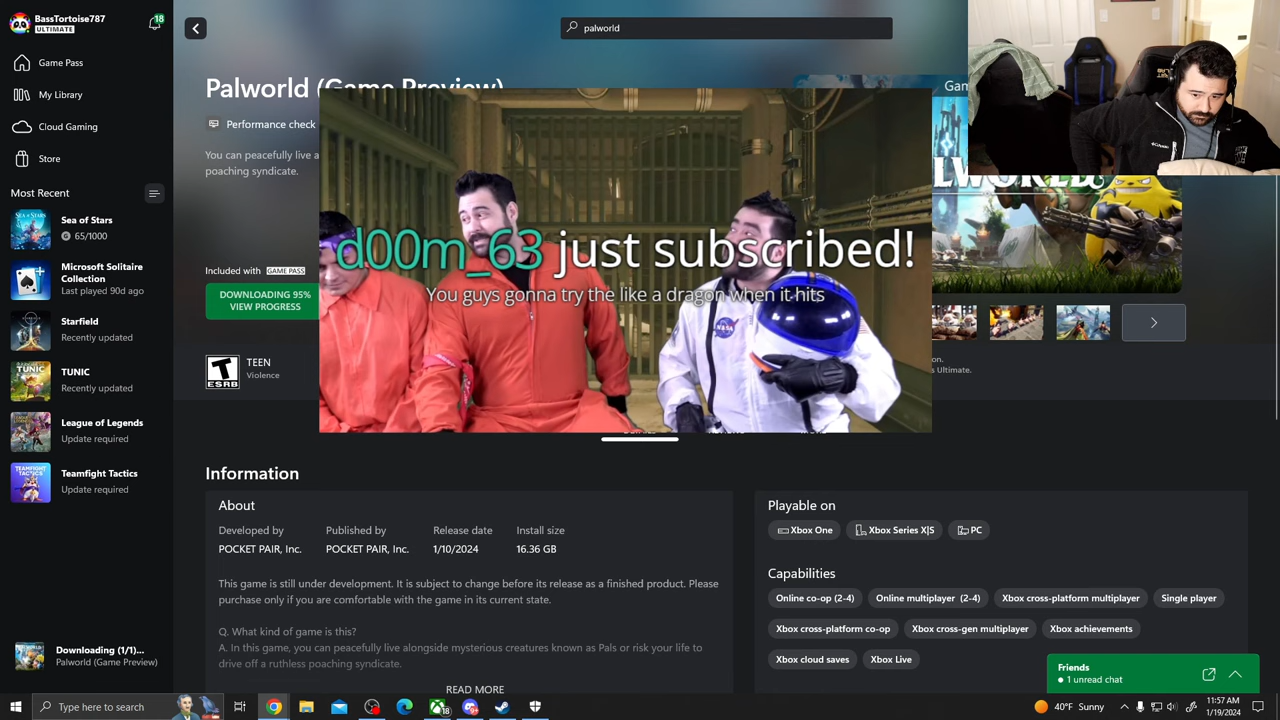 BassTortoise787
ULTIMATE
18
palworld
Game Pass
My Library
Cloud Gaming
Store
Most Recent
Sea of Stars
65/1000
Microsoft Solitaire
Collection
Last played 90d ago
Starfield
Recently updated
TUNIC
Recently updated
League of Legends
Update required
Teamfight Tactics
Update required
Downloading (1/1)...
Palworld (Game Preview)
Palworld (Game Preview)
Performance check
You can peacefully live a
poaching syndicate.
Included with GAME PASS
DOWNLOADING 95%
VIEW PROGRESS
TEEN
Violence
ESRB
d00m_63 just subscribed!
You guys gonna try the like a dragon when it hits
NASA
Gam
on.
s Ultimate.
Information
About
Developed by Published by Release date Install size
POCKET PAIR, Inc. POCKET PAIR, Inc. 1/10/2024 16.36 GB
This game is still under development. It is subject to change before its release as a finished product. Please
purchase only if you are comfortable with the game in its current state.
Q. What kind of game is this?
A. In this game, you can peacefully live alongside mysterious creatures known as Pals or risk your life to
drive off a ruthless poaching syndicate.
READ MORE
Playable on
Xbox One Xbox Series X|S PC
Capabilities
Online co-op (2-4) Online multiplayer (2-4) Xbox cross-platform multiplayer Single player
Xbox cross-platform co-op Xbox cross-gen multiplayer Xbox achievements
Xbox cloud saves Xbox Live
Friends
1 unread chat
Type here to search
18
40°F Sunny
11:57 AM
1/19/2024